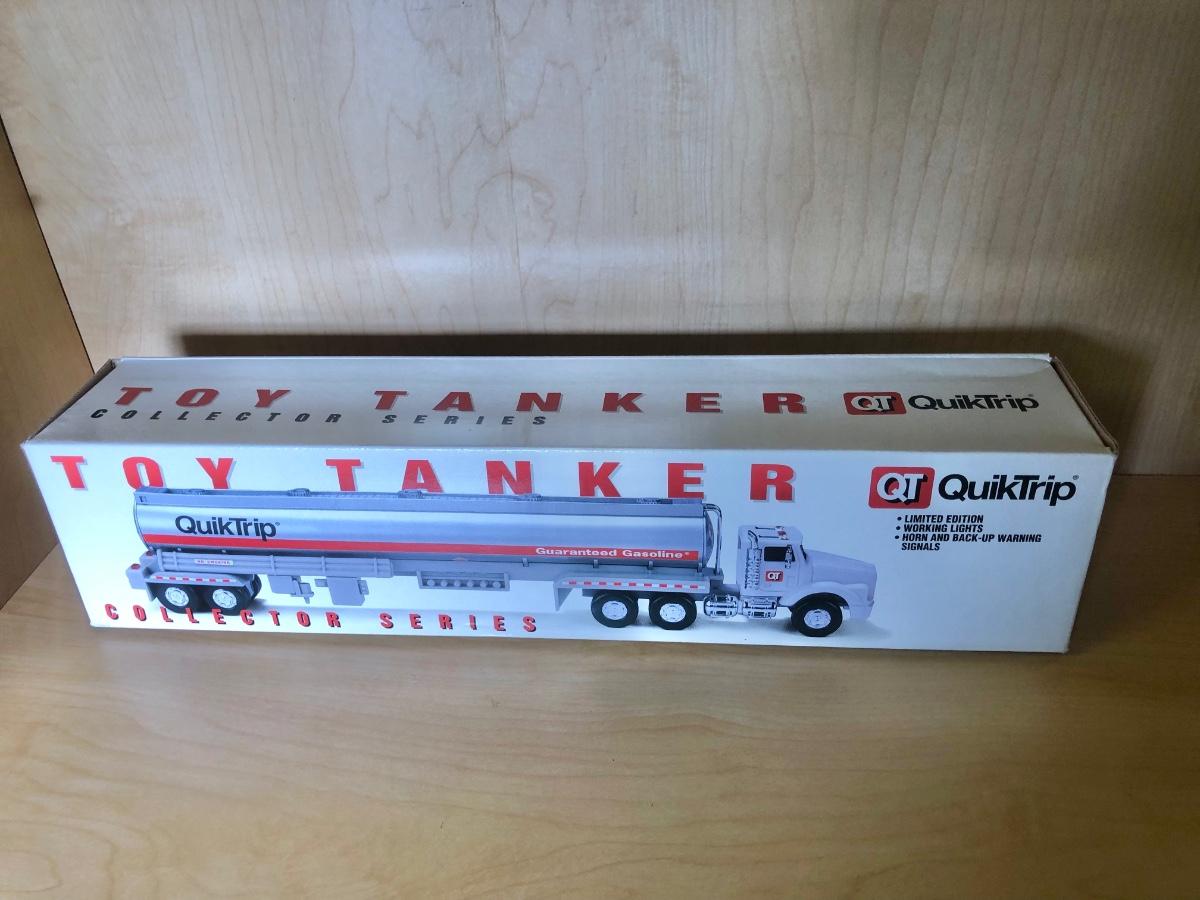 TOY TANKER
COLLECTOR SERIES
QT QuikTrip®
TOY TANKER
QT QuikTrip®
• LIMITED EDITION
• WORKING LIGHTS
• HORN AND BACK-UP WARNING
SIGNALS
QuikTrip®
Guaranteed Gasoline®
QT
COLLECTOR SERIES